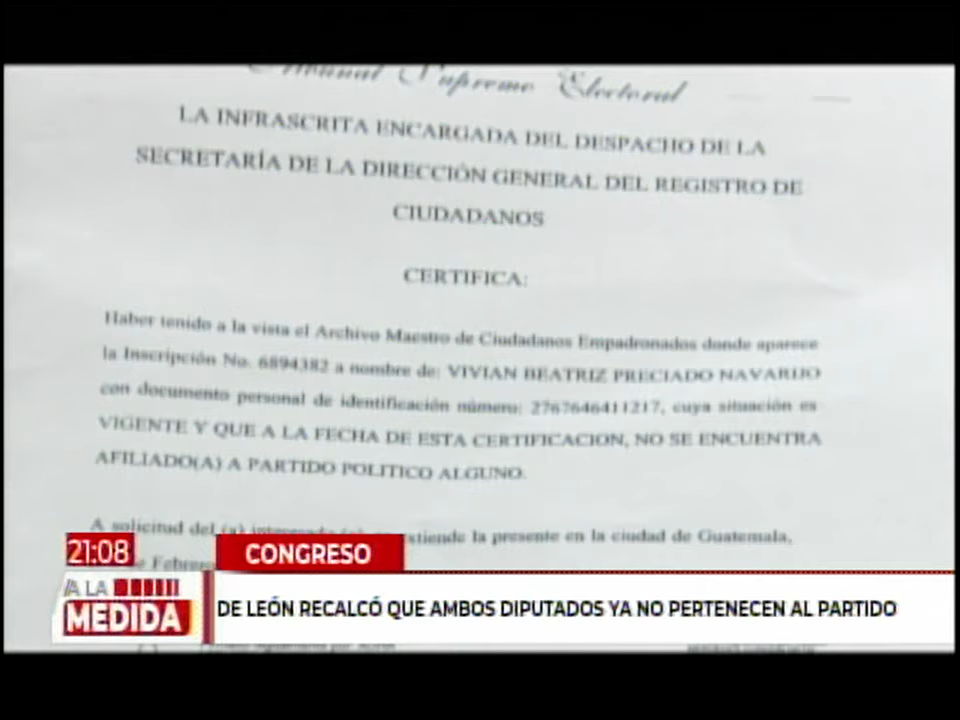 Tribunal Supremo Electoral
LA INFRASCRITA ENCARGADA DEL DESPACHO DE LA
SECRETARÍA DE LA DIRECCIÓN GENERAL DEL REGISTRO DE
CIUDADANOS
CERTIFICA:
Haber tenido a la vista el Archivo Maestro de Ciudadanos Empadronados donde aparece
la Inscripción No. 6894382 a nombre de: VIVIAN BEATRIZ PRECIADO NAVARIJO
con documento personal de identificación número: 2767646411217, cuya situación es
VIGENTE Y QUE A LA FECHA DE ESTA CERTIFICACION, NO SE ENCUENTRA
AFILIADO(A) A PARTIDO POLITICO ALGUNO.
A solicitud del (a) la presente en la ciudad de Guatemala,
21:08
CONGRESO
A LA
MEDIDA
DE LEÓN RECALCÓ QUE AMBOS DIPUTADOS YA NO PERTENECEN AL PARTIDO